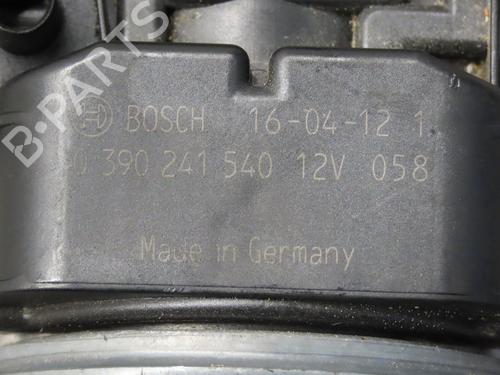 B-PARTS
BOSCH 16-04-12 1
0 390 241 540 12V 058
Made in Germany